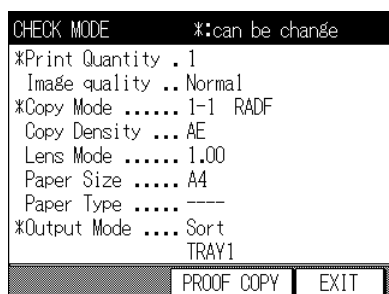 CHECK MODE *:can be change
*Print Quantity . 1
Image quality .. Normal
*Copy Mode ...... 1-1 RADF
Copy Density ... AE
Lens Mode ...... 1.00
Paper Size ..... A4
Paper Type ..... ----
*Output Mode .... Sort
TRAY1
PROOF COPY EXIT